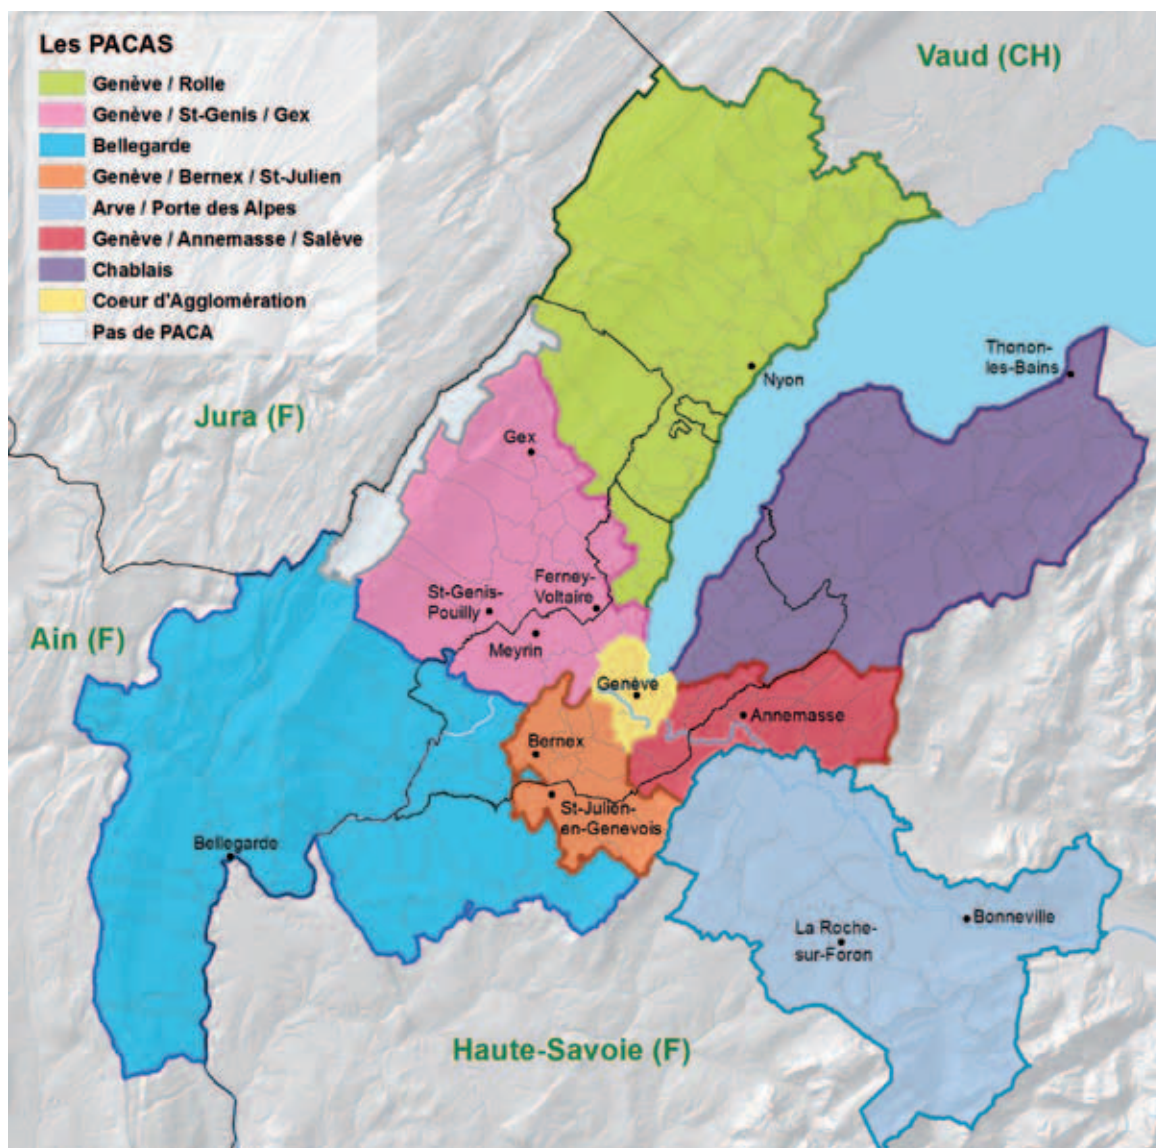 Les PACAS
Genève / Rolle
Genève / St-Genis / Gex
Bellegarde
Genève / Bernex / St-Julien
Arve / Porte des Alpes
Genève / Annemasse / Salève
Chablais
Coeur d'Agglomération
Pas de PACA
Vaud (CH)
Thonon-
les-Bains
Nyon
Jura (F)
Gex
Ferney-
Voltaire
St-Genis-
Pouilly
Ain (F)
Meyrin
Genève
Annemasse
Bernex
St-Julien-
en-Genevois
Bellegarde
Bonneville
La Roche-
sur-Foron
Haute-Savoie (F)